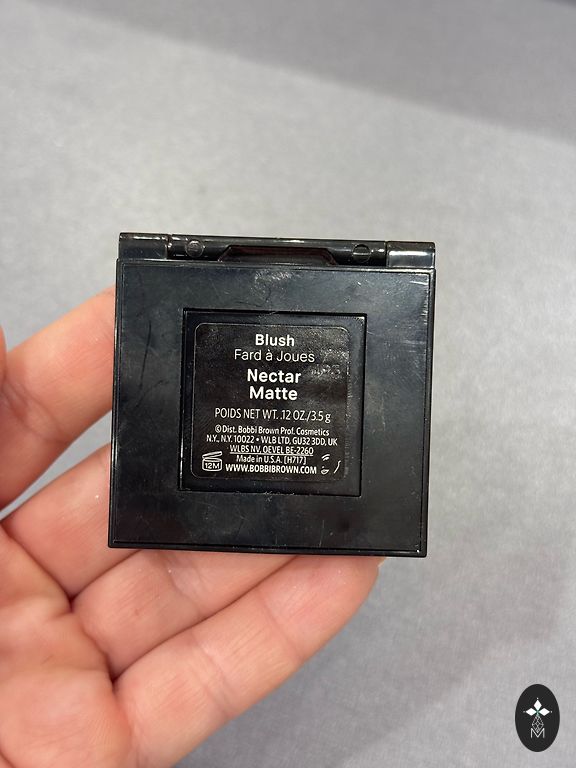 Blush
Fard à Joues
Nectar
Matte
POIDS NET WT. .12 OZ./3.5 g
© Dist. Bobbi Brown Prof. Cosmetics
N.Y., N.Y. 10022 • WLB LTD, GU32 3DD, UK
WLBS NV, OEVEL BE-2260
Made in U.S.A. [H717]
12M
WWW.BOBBIBROWN.COM
M